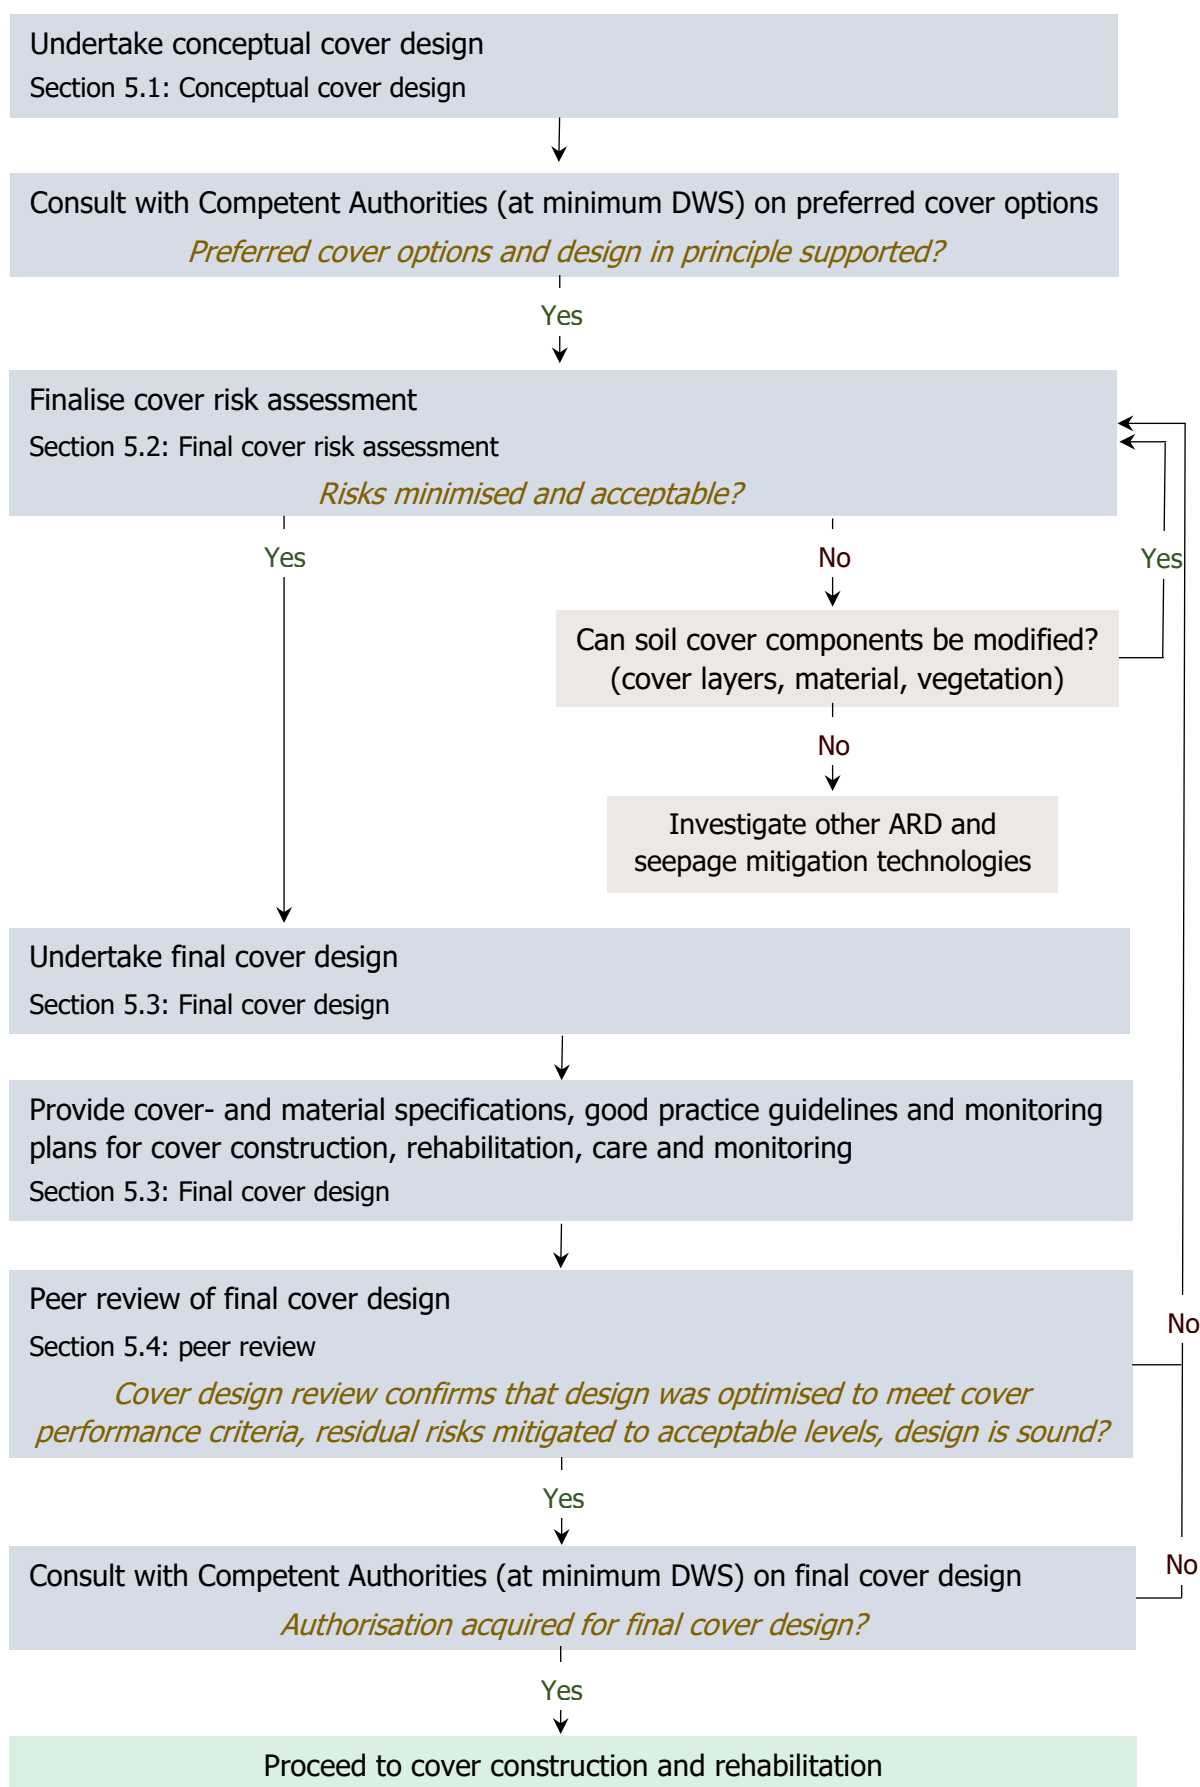 Undertake conceptual cover design
Section 5.1: Conceptual cover design
Consult with Competent Authorities (at minimum DWS) on preferred cover options
Preferred cover options and design in principle supported?
Yes
Finalise cover risk assessment
Section 5.2: Final cover risk assessment
Risks minimised and acceptable?
Yes
No
Yes
Can soil cover components be modified?
(cover layers, material, vegetation)
No
Investigate other ARD and
seepage mitigation technologies
Undertake final cover design
Section 5.3: Final cover design
Provide cover- and material specifications, good practice guidelines and monitoring
plans for cover construction, rehabilitation, care and monitoring
Section 5.3: Final cover design
Peer review of final cover design
Section 5.4: peer review
No
Cover design review confirms that design was optimised to meet cover
performance criteria, residual risks mitigated to acceptable levels, design is sound?
Yes
Consult with Competent Authorities (at minimum DWS) on final cover design
No
Authorisation acquired for final cover design?
Yes
Proceed to cover construction and rehabilitation